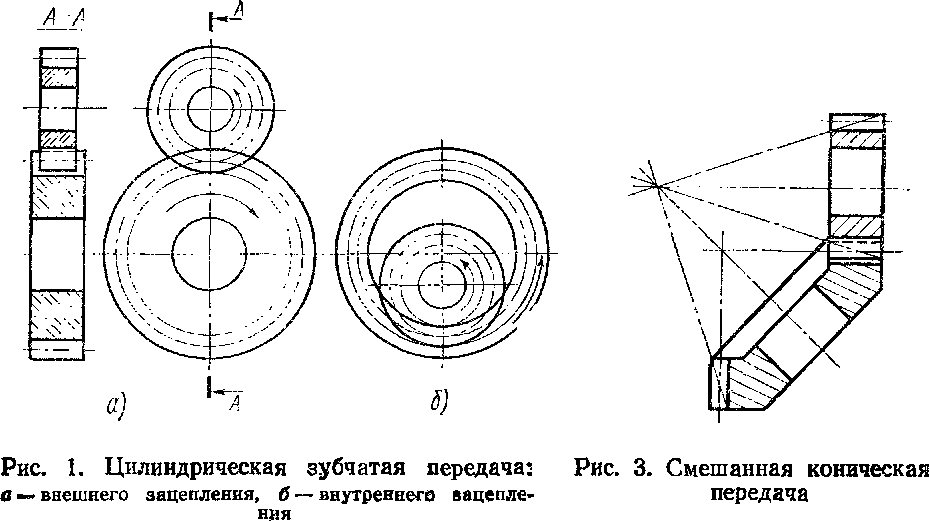 А-А
А
А
а)
б)
Рис. 1. Цилиндрическая зубчатая передача:
а — внешнего зацепления, б — внутреннего зацепле-
ния
Рис. 3. Смешанная коническая
передача